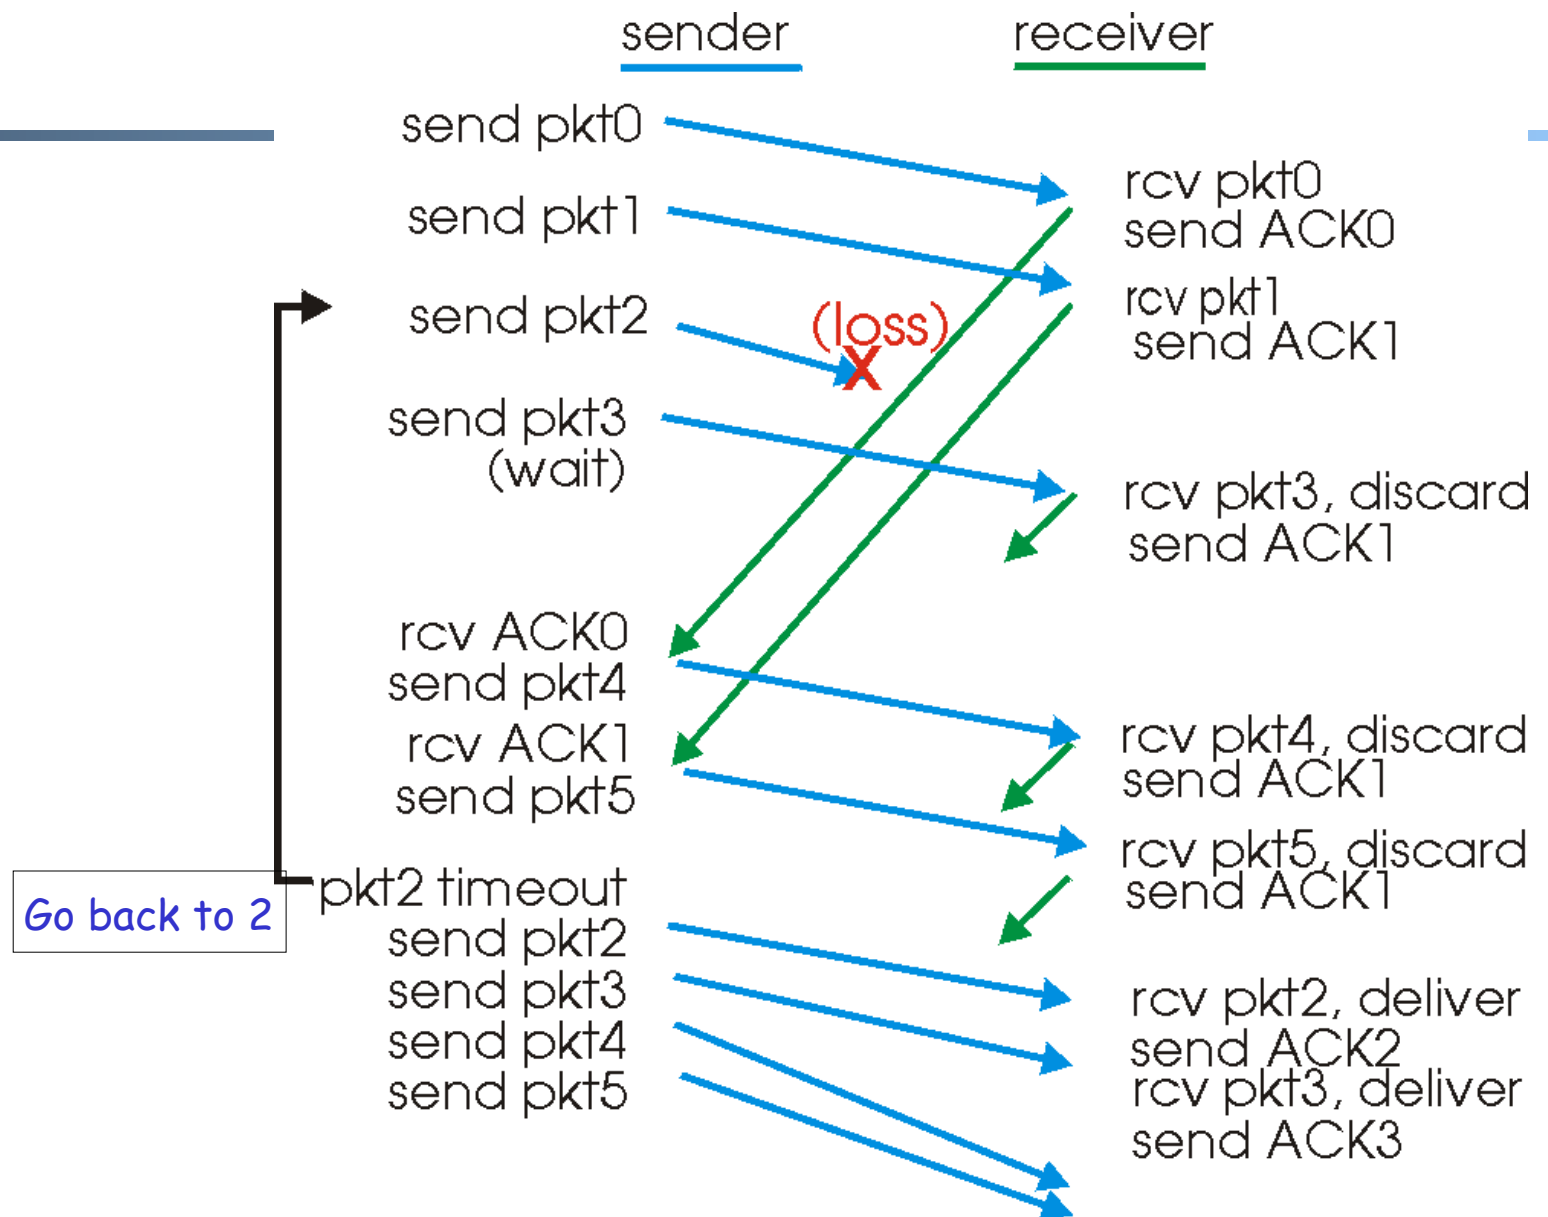 sender
receiver
send pkt0
rcv pkt0
send ACK0
send pkt1
rcv pkt1
send ACK1
send pkt2
(loss)
X
send pkt3
(wait)
rcv pkt3, discard
send ACK1
rcv ACK0
send pkt4
rcv ACK1
send pkt5
rcv pkt4, discard
send ACK1
rcv pkt5, discard
send ACK1
Go back to 2
pkt2 timeout
send pkt2
send pkt3
send pkt4
send pkt5
rcv pkt2, deliver
send ACK2
rcv pkt3, deliver
send ACK3